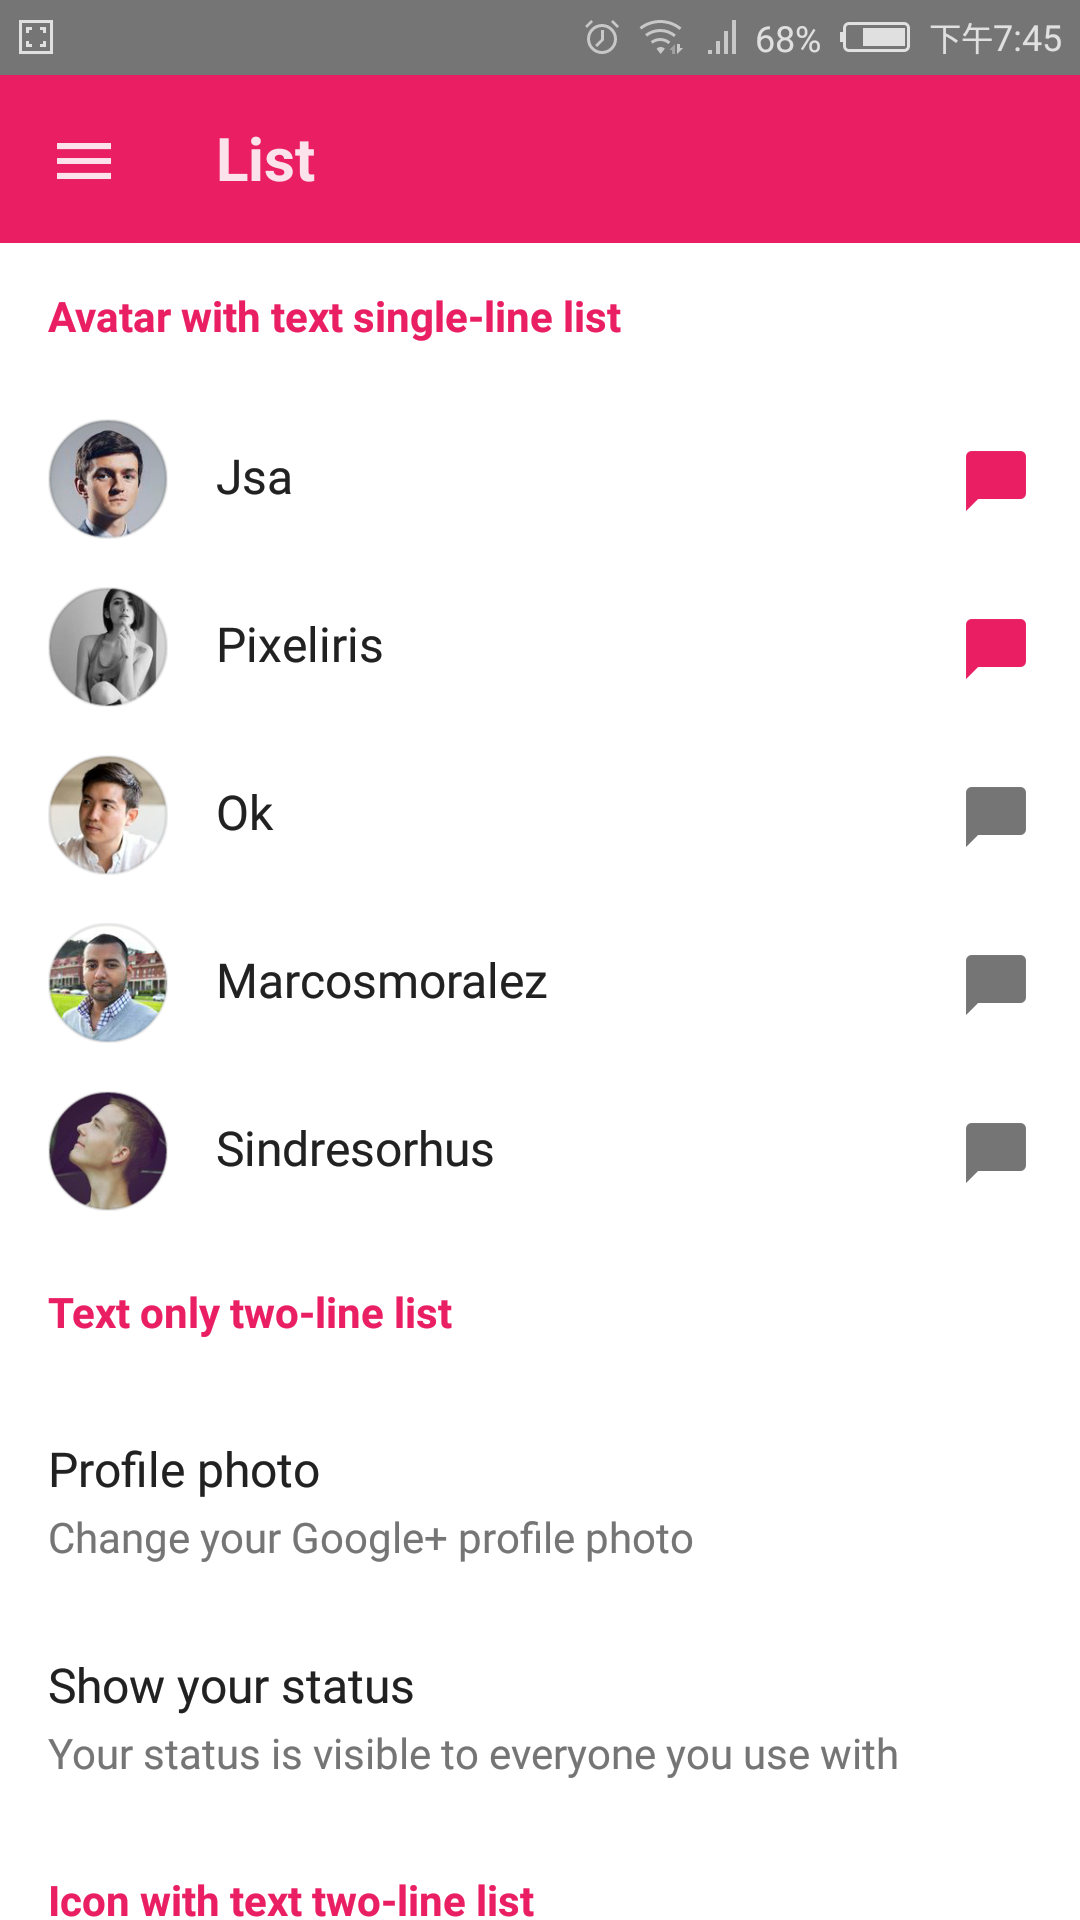 68% 下午7:45
List
Avatar with text single-line list
Jsa
Pixeliris
Ok
Marcosmoralez
Sindresorhus
Text only two-line list
Profile photo
Change your Google+ profile photo
Show your status
Your status is visible to everyone you use with
Icon with text two-line list